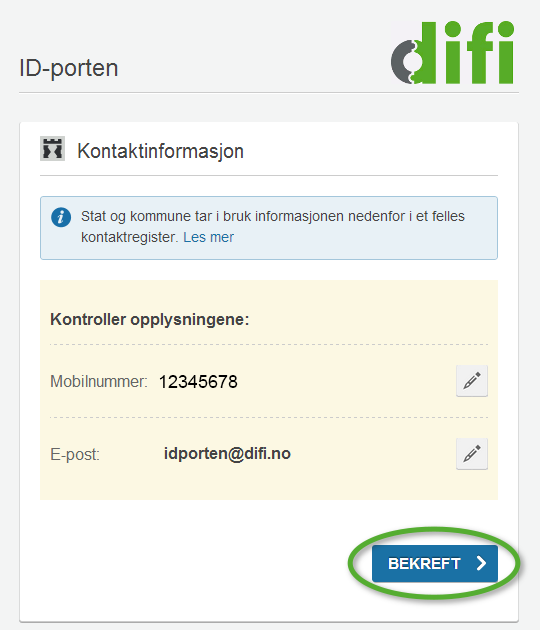 difi
ID-porten
Kontaktinformasjon
Stat og kommune tar i bruk informasjonen nedenfor i et felles
kontaktregister. Les mer
Kontroller opplysningene:
Mobilnummer: 12345678
E-post: idporten@difi.no
BEKREFT